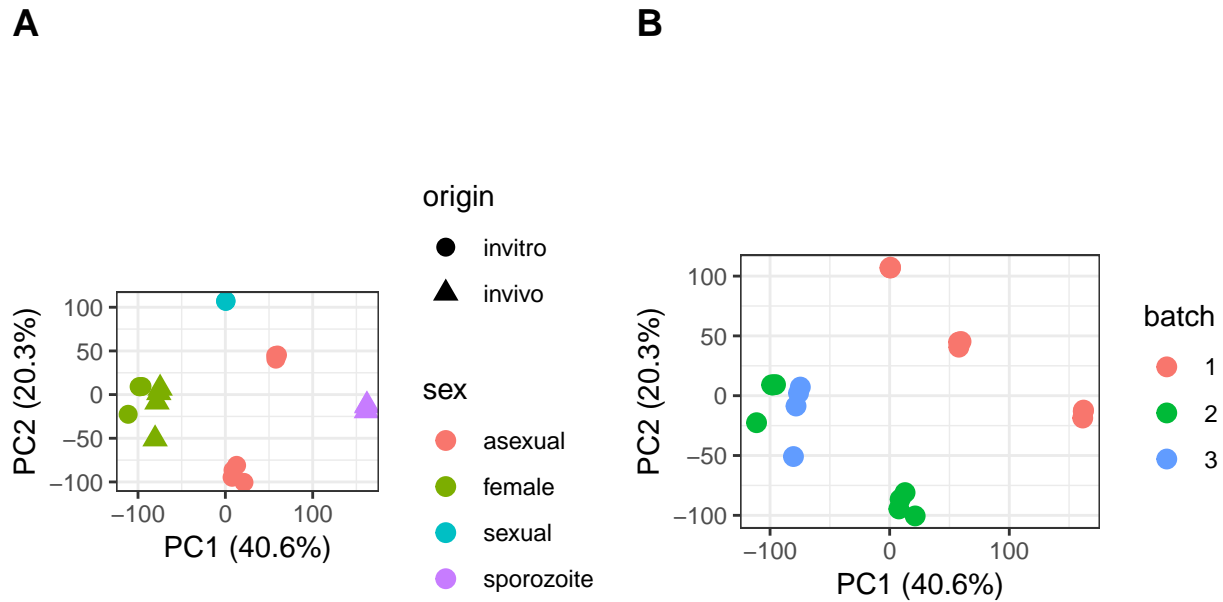 A
origin
invitro
invivo
sex
asexual
female
sexual
sporozoite
100
50
0
−50
−100
−100 0 100
PC1 (40.6%)
PC2 (20.3%)
B
100
50
0
−50
−100
−100 0 100
PC1 (40.6%)
PC2 (20.3%)
batch
1
2
3